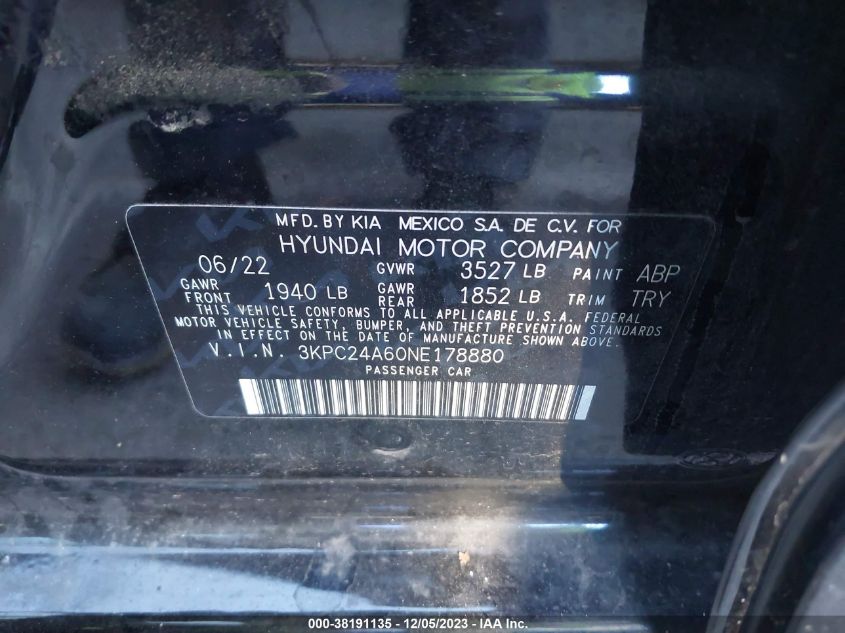 MFD. BY KIA MEXICO S.A. DE C.V. FOR
HYUNDAI MOTOR COMPANY
06/22 GVWR 3527 LB PAINT ABP
GAWR FRONT 1940 LB GAWR REAR 1852 LB TRIM TRY
THIS VEHICLE CONFORMS TO ALL APPLICABLE U.S.A. FEDERAL
MOTOR VEHICLE SAFETY, BUMPER, AND THEFT PREVENTION STANDARDS
IN EFFECT ON THE DATE OF MANUFACTURE SHOWN ABOVE.
V.I.N. 3KPC24A60NE178880
PASSENGER CAR
000-38191135 - 12/05/2023 - IAA Inc.